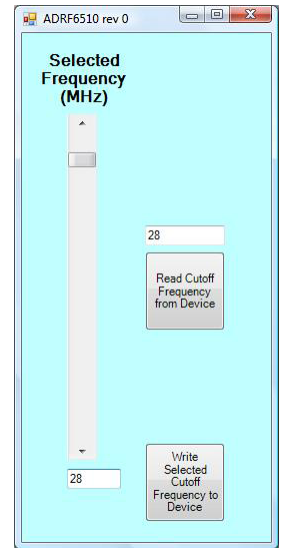 ADRF6510 rev 0
Selected
Frequency
(MHz)
28
Read Cutoff
Frequency
from Device
28
Write
Selected
Cutoff
Frequency to
Device